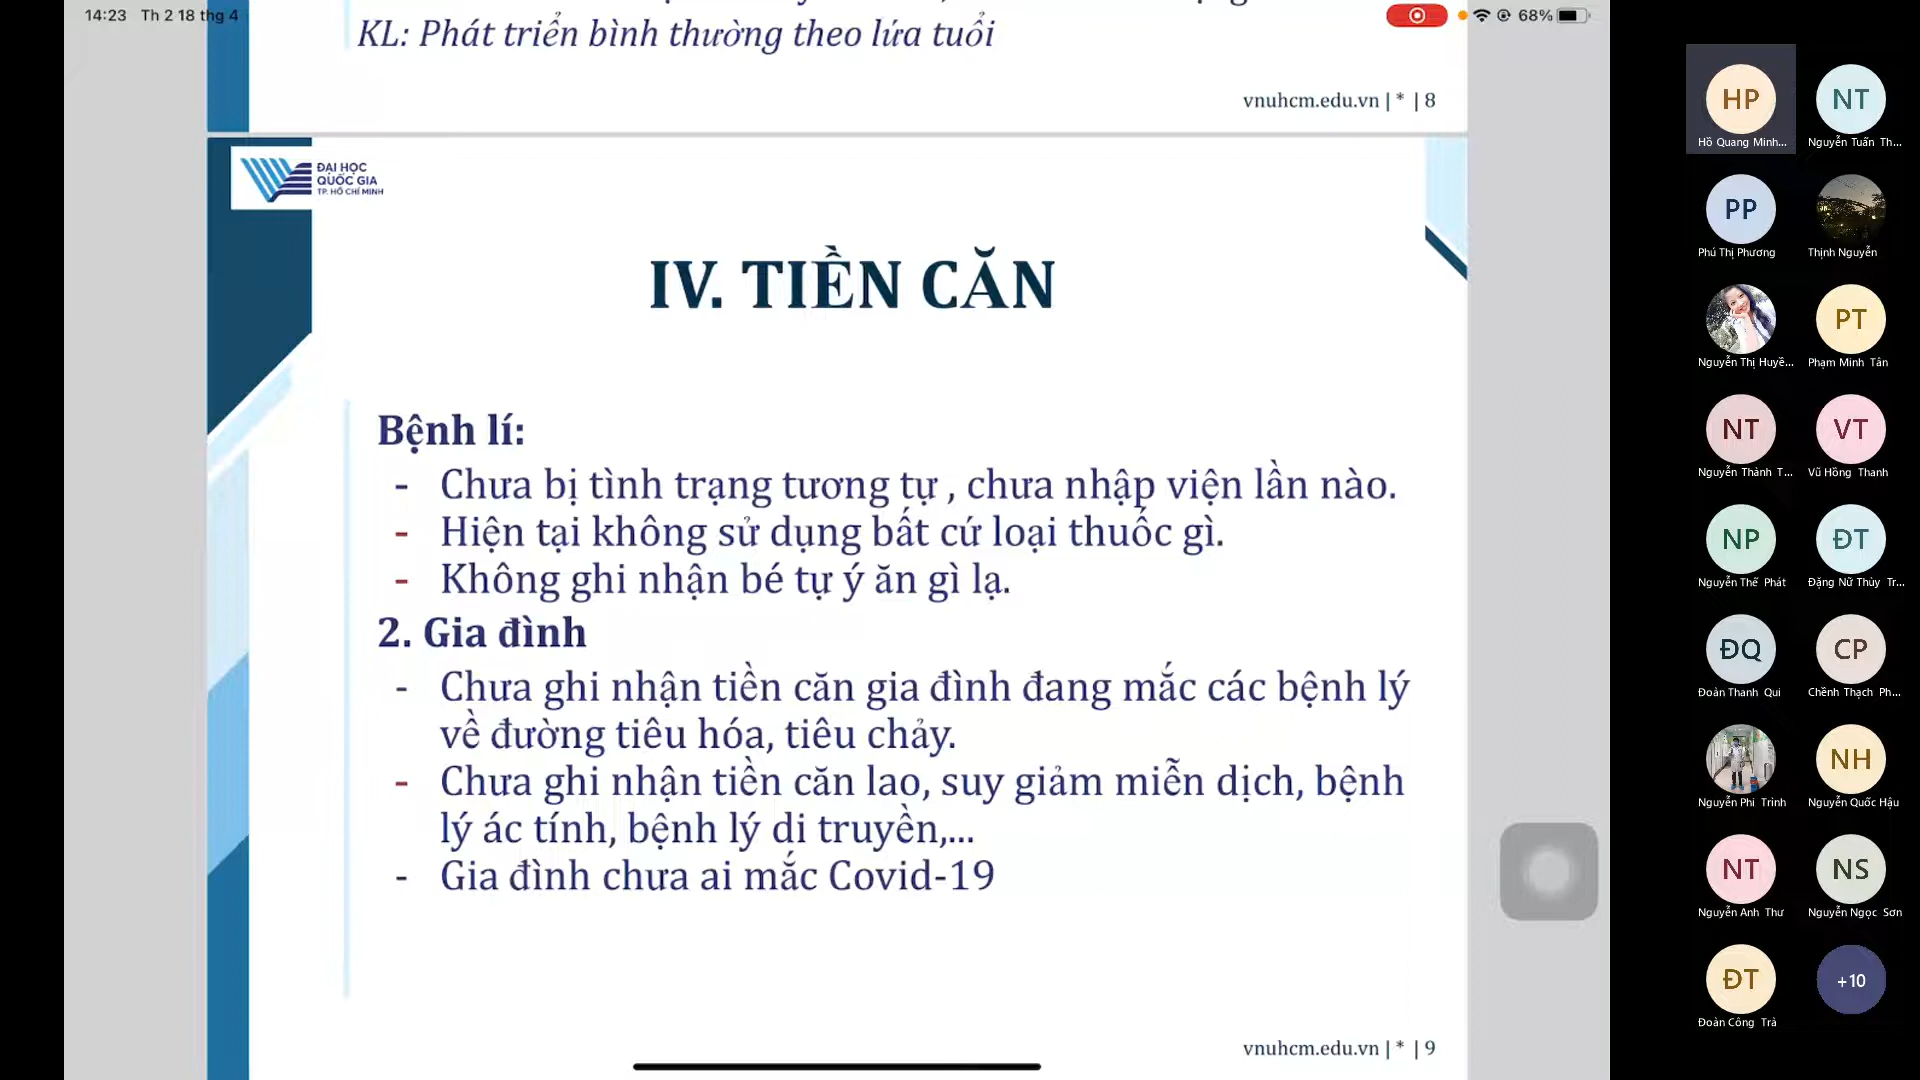 14:23 Th 2 18 thg 4
68%
KL: Phát triển bình thường theo lứa tuổi
vnuhcm.edu.vn | * | 8
ĐẠI HỌC
QUỐC GIA
TP. HỒ CHÍ MINH
IV. TIỀN CĂN
Bệnh lí:
- Chưa bị tình trạng tương tự , chưa nhập viện lần nào.
- Hiện tại không sử dụng bất cứ loại thuốc gì.
- Không ghi nhận bé tự ý ăn gì lạ.
2. Gia đình
- Chưa ghi nhận tiền căn gia đình đang mắc các bệnh lý
về đường tiêu hóa, tiêu chảy.
- Chưa ghi nhận tiền căn lao, suy giảm miễn dịch, bệnh
lý ác tính, bệnh lý di truyền,...
- Gia đình chưa ai mắc Covid-19
vnuhcm.edu.vn | * | 9
HP NT
Hồ Quang Minh... Nguyễn Tuấn Th...
PP
Phú Thị Phương Thịnh Nguyễn
PT
Nguyễn Thị Huyề... Phạm Minh Tân
NT VT
Nguyễn Thành T... Vũ Hồng Thanh
NP ĐT
Nguyễn Thế Phát Đặng Nữ Thùy Tr...
ĐQ CP
Đoàn Thanh Qui Chềnh Thạch Ph...
NH
Nguyễn Phi Trình Nguyễn Quốc Hậu
NT NS
Nguyễn Anh Thư Nguyễn Ngọc Sơn
ĐT +10
Đoàn Công Trà